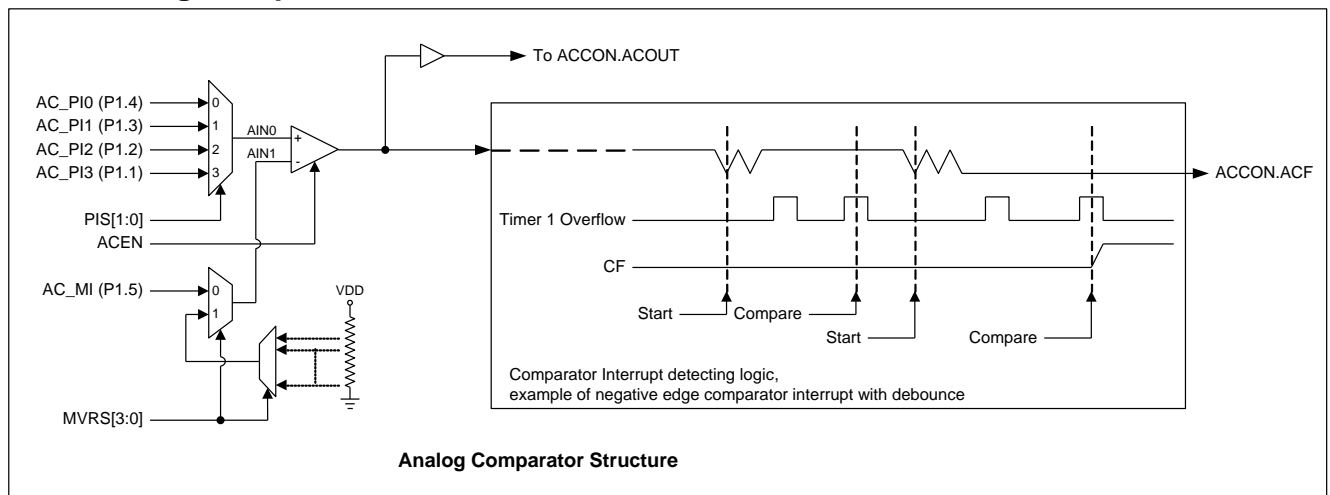 To ACCON.ACOUT
AC_PI0 (P1.4)
0
AC_PI1 (P1.3)
1
AIN0
+
AC_PI2 (P1.2)
2
AIN1
-
AC_PI3 (P1.1)
3
ACCON.ACF
PIS[1:0]
Timer 1 Overflow
ACEN
CF
AC_MI (P1.5)
0
VDD
1
Start
Compare
Start
Compare
Comparator Interrupt detecting logic,
example of negative edge comparator interrupt with debounce
MVRS[3:0]
Analog Comparator Structure